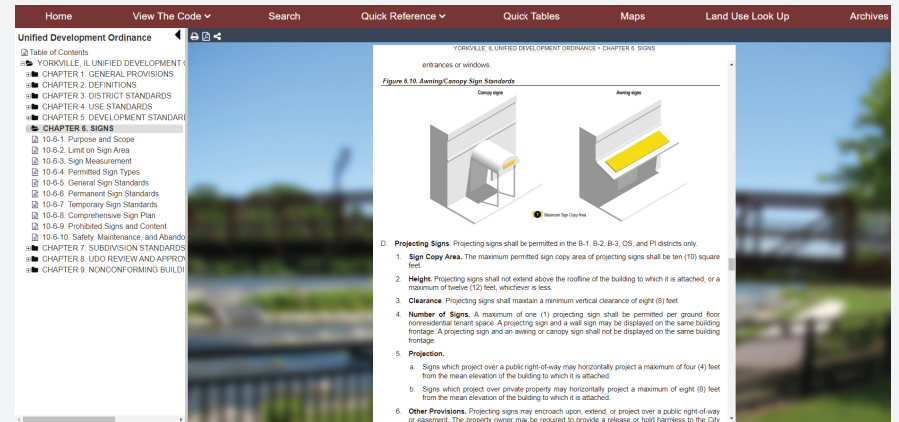 Home View The Code Search Quick Reference Quick Tables Maps Land Use Look Up Archives
Unified Development Ordinance
Table of Contents
YORKVILLE, IL UNIFIED DEVELOPMENT
CHAPTER 1. GENERAL PROVISIONS
CHAPTER 2. DEFINITIONS
CHAPTER 3. DISTRICT STANDARDS
CHAPTER 4. USE STANDARDS
CHAPTER 5. DEVELOPMENT STANDARI
CHAPTER 6. SIGNS
10-6-1. Purpose and Scope
10-6-2. Limit on Sign Area
10-6-3. Sign Measurement
10-6-4. Permitted Sign Types
10-6-5. General Sign Standards
10-6-6. Permanent Sign Standards
10-6-7. Temporary Sign Standards
10-6-8. Comprehensive Sign Plan
10-6-9. Prohibited Signs and Content
10-6-10. Safety, Maintenance, and Abando
CHAPTER 7. SUBDIVISION STANDARDS
CHAPTER 8. UDO REVIEW AND APPROV
CHAPTER 9. NONCONFORMING BUILDI
YORKVILLE, IL UNIFIED DEVELOPMENT ORDINANCE > CHAPTER 6. SIGNS
entrances or windows.
Figure 6.10. Awning/Canopy Sign Standards
Canopy signs Awning signs
1 Maximum Sign Copy Area
D. Projecting Signs. Projecting signs shall be permitted in the B-1, B-2, B-3, OS, and PI districts only.
1. Sign Copy Area. The maximum permitted sign copy area of projecting signs shall be ten (10) square
feet.
2. Height. Projecting signs shall not extend above the roofline of the building to which it is attached, or a
maximum of twelve (12) feet, whichever is less.
3. Clearance. Projecting signs shall maintain a minimum vertical clearance of eight (8) feet.
4. Number of Signs. A maximum of one (1) projecting sign shall be permitted per ground floor
nonresidential tenant space. A projecting sign and a wall sign may be displayed on the same building
frontage. A projecting sign and an awning or canopy sign shall not be displayed on the same building
frontage.
5. Projection.
a. Signs which project over a public right-of-way may horizontally project a maximum of four (4) feet
from the mean elevation of the building to which it is attached.
b. Signs which project over private property may horizontally project a maximum of eight (8) feet
from the mean elevation of the building to which it is attached.
6. Other Provisions. Projecting signs may encroach upon, extend, or project over a public right-of-way
or easement. The property owner may be required to provide a release or hold harmless to the City